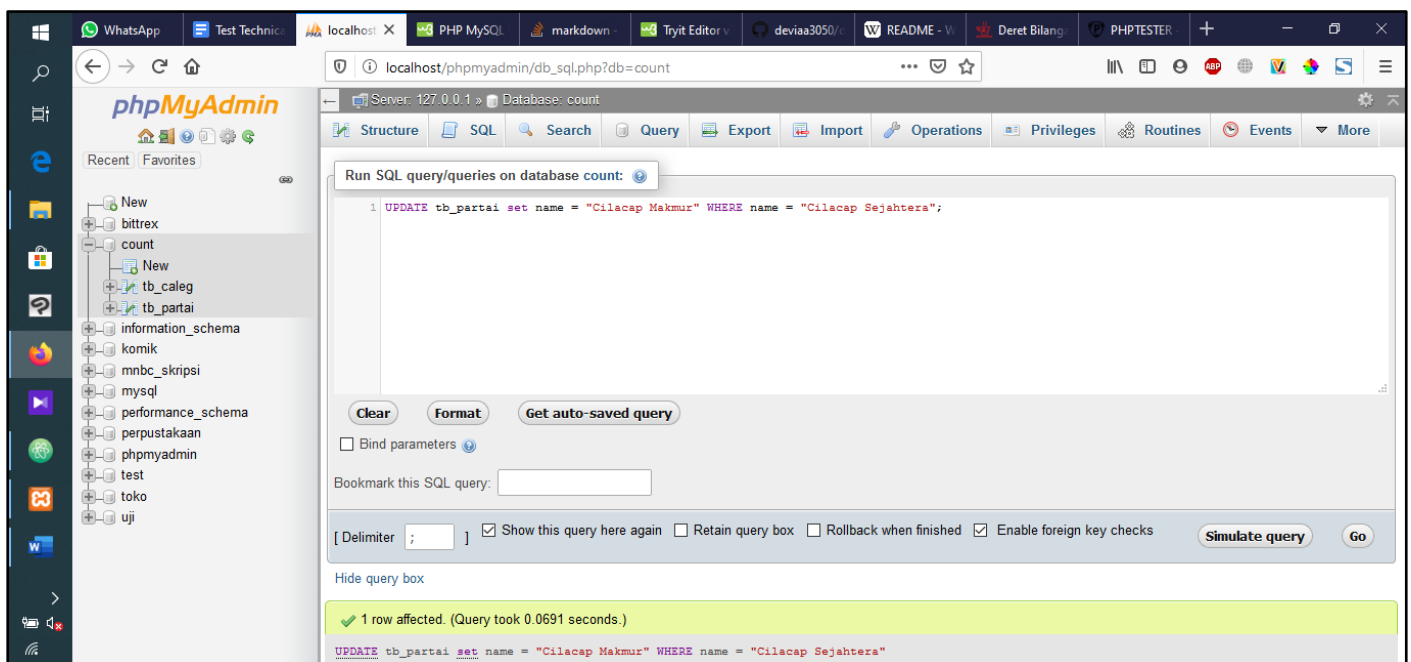 WhatsApp Test Technica localhost PHP MySQL markdown - Tryit Editor v deviaa3050/c README - W Deret Bilanga PHPTESTER -
localhost/phpmyadmin/db_sql.php?db=count
phpMyAdmin
Recent Favorites
New
bittrex
count
New
tb_caleg
tb_partai
information_schema
komik
mnbc_skripsi
mysql
performance_schema
perpustakaan
phpmyadmin
test
toko
uji
Server: 127.0.0.1 » Database: count
Structure SQL Search Query Export Import Operations Privileges Routines Events More
Run SQL query/queries on database count:
1 UPDATE tb_partai set name = "Cilacap Makmur" WHERE name = "Cilacap Sejahtera";
Clear Format Get auto-saved query
Bind parameters
Bookmark this SQL query:
[ Delimiter ; ] Show this query here again Retain query box Rollback when finished Enable foreign key checks Simulate query Go
Hide query box
1 row affected. (Query took 0.0691 seconds.)
UPDATE tb_partai set name = "Cilacap Makmur" WHERE name = "Cilacap Sejahtera"